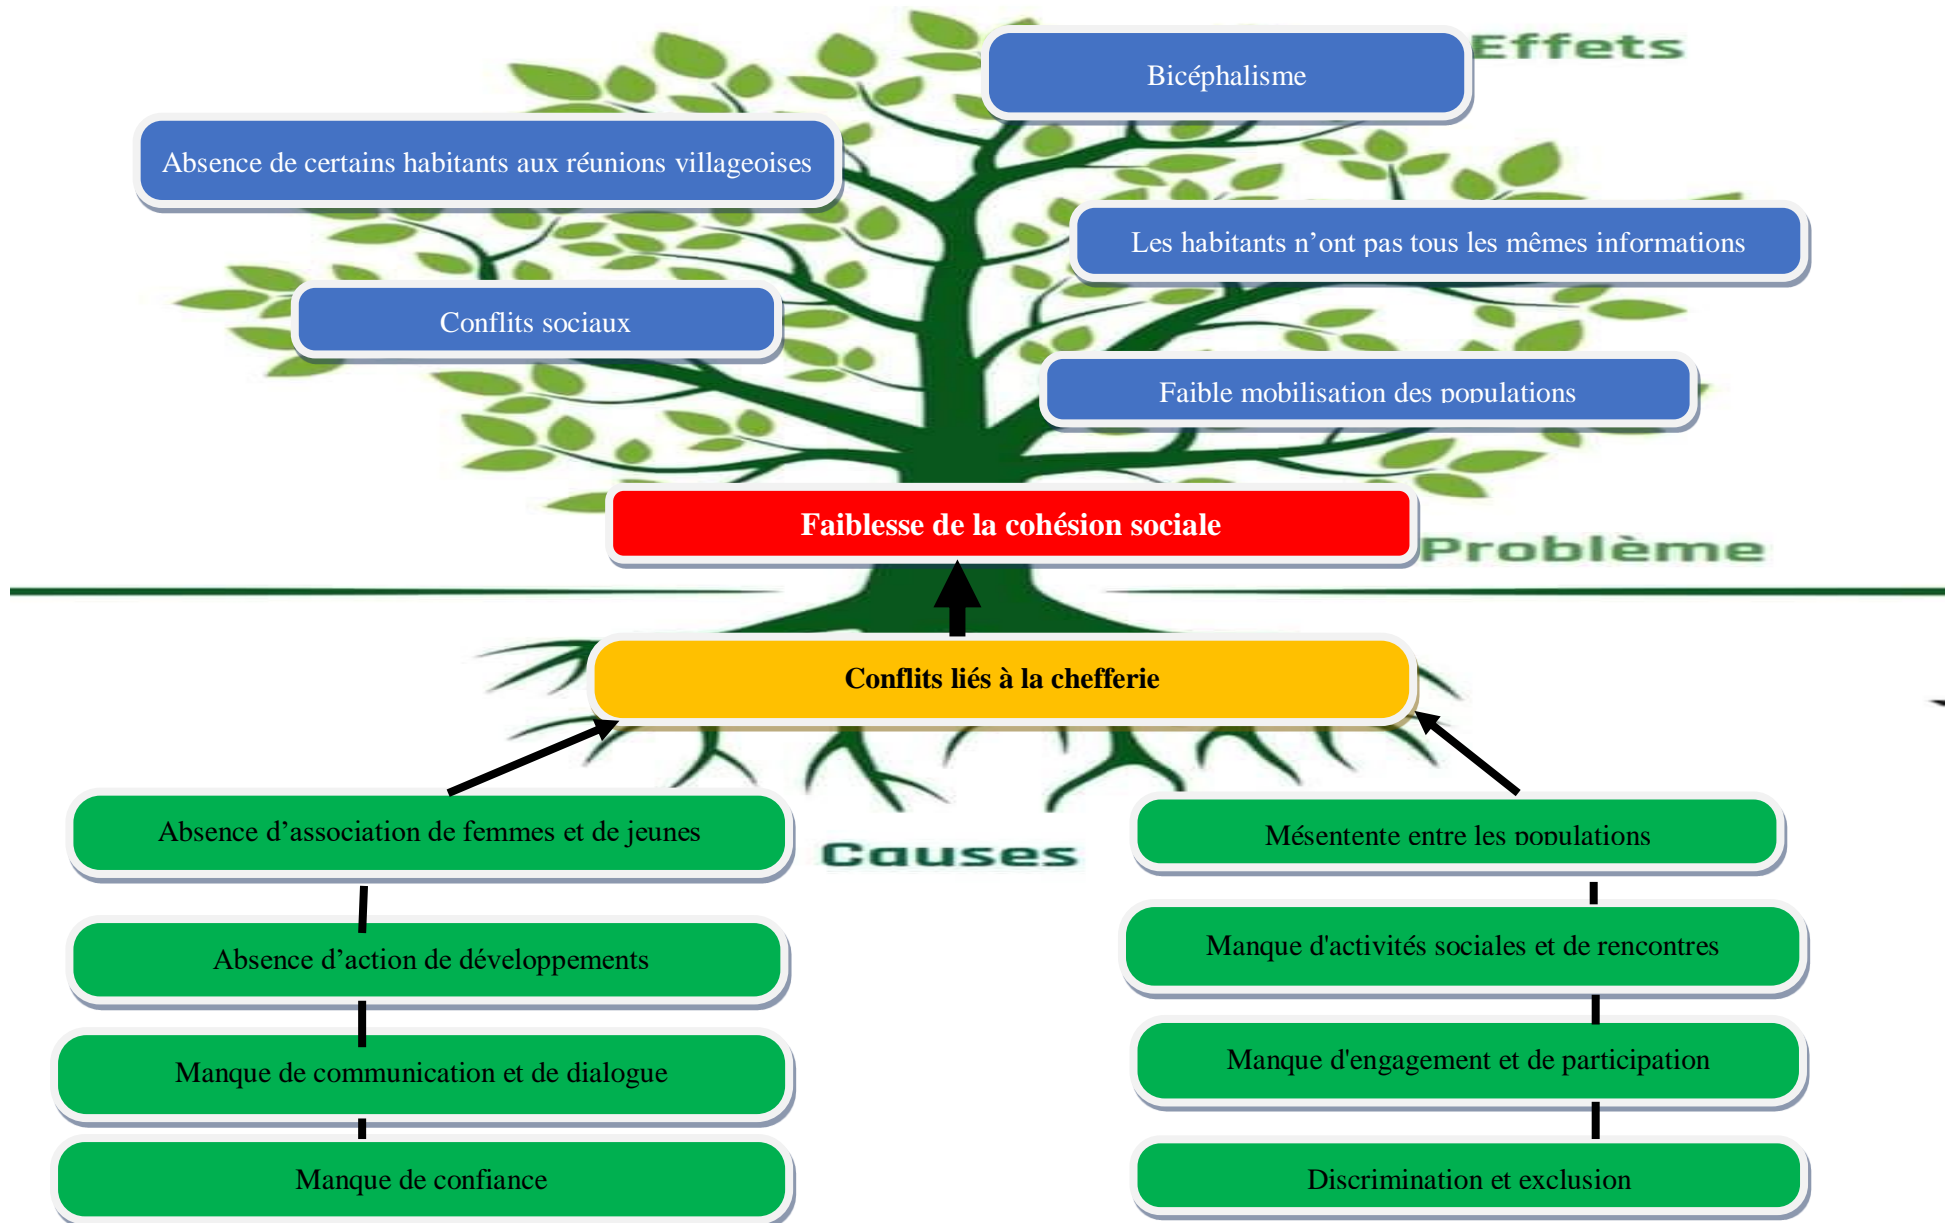 Effets
Bicéphalisme
Absence de certains habitants aux réunions villageoises
Les habitants n’ont pas tous les mêmes informations
Conflits sociaux
Faible mobilisation des populations
Faiblesse de la cohésion sociale
Problème
Conflits liés à la chefferie
Absence d’association de femmes et de jeunes
Mésentente entre les populations
Causes
Absence d’action de développements
Manque d'activités sociales et de rencontres
Manque de communication et de dialogue
Manque d'engagement et de participation
Manque de confiance
Discrimination et exclusion